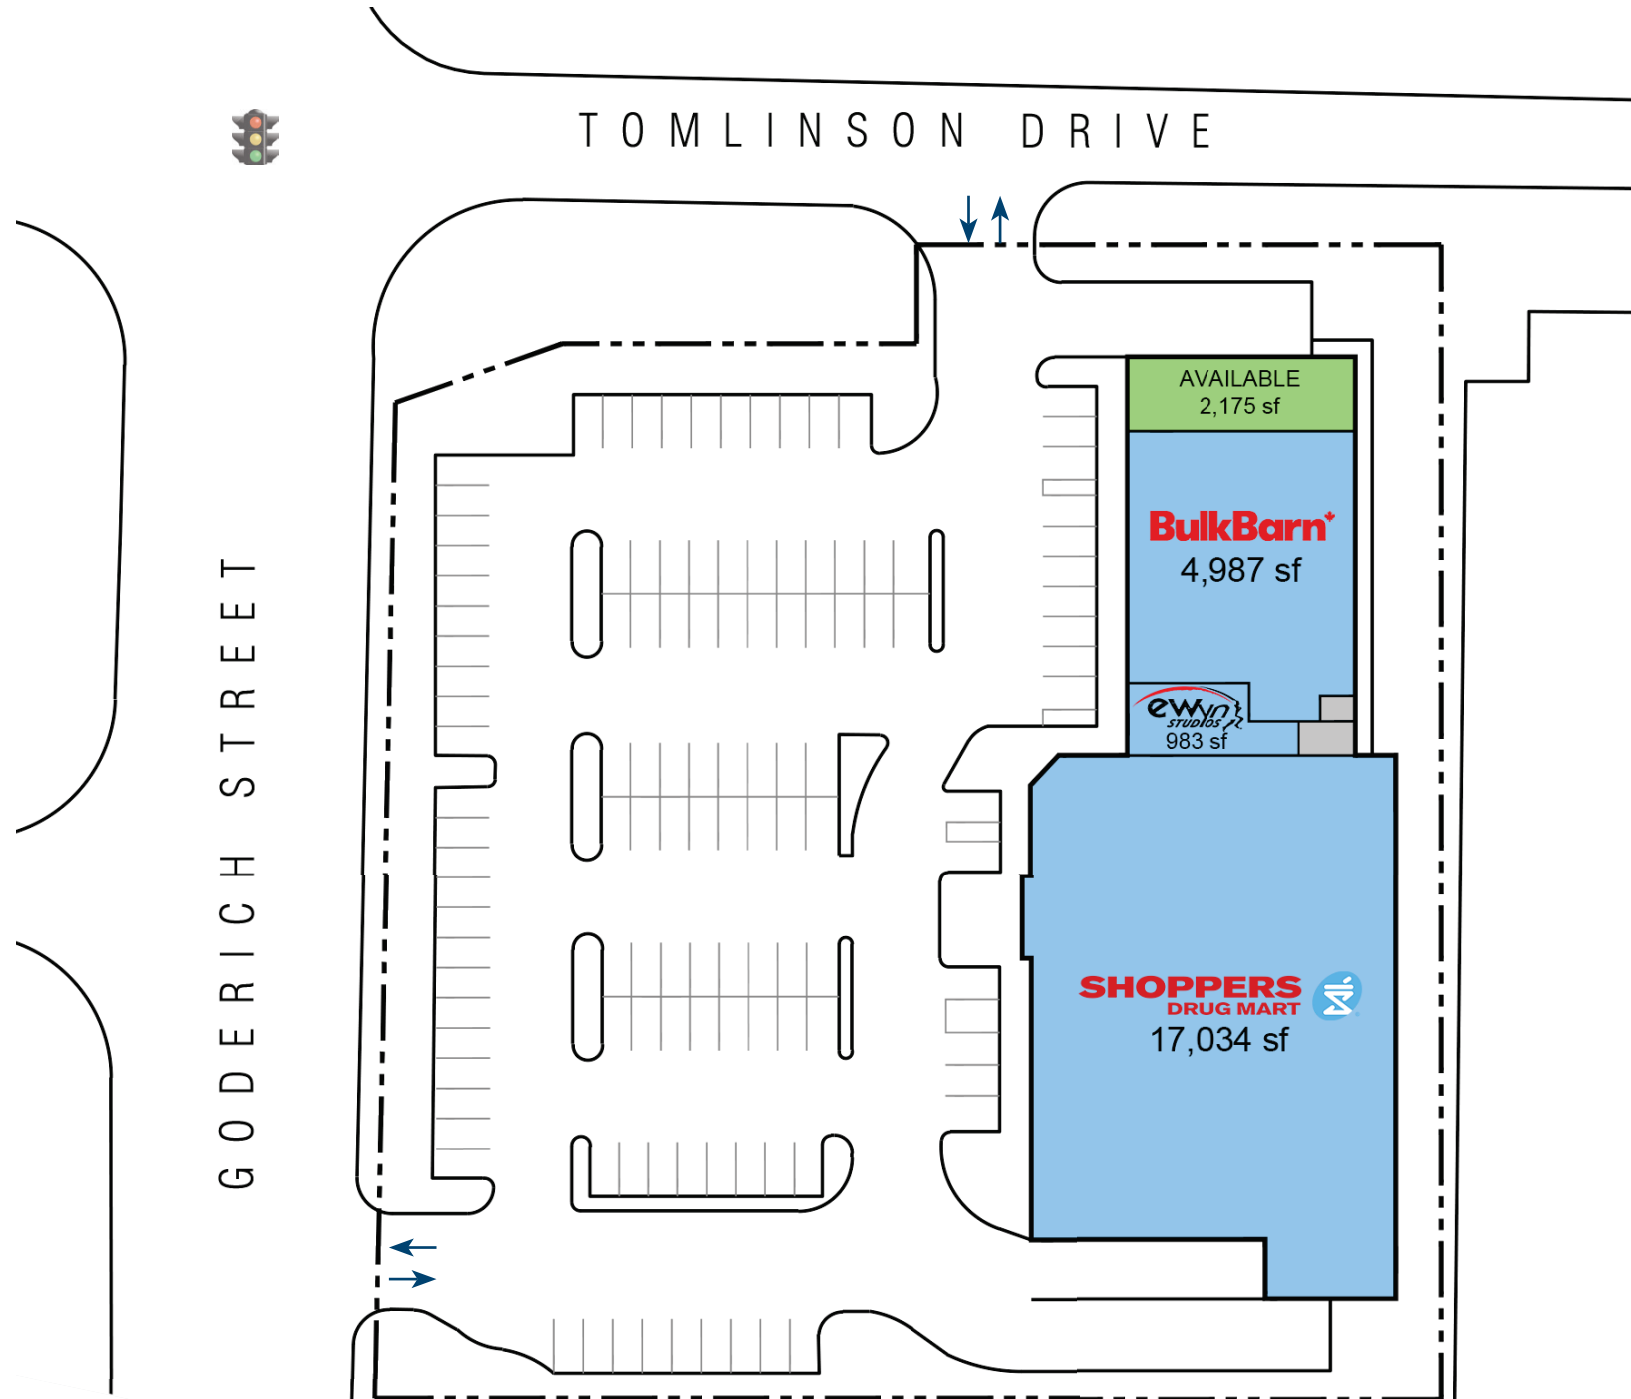 TOMLINSON DRIVE
GODERICH STREET
AVAILABLE
2,175 sf
BulkBarn
4,987 sf
ewyn
STUDIOS
983 sf
SHOPPERS
DRUG MART
17,034 sf